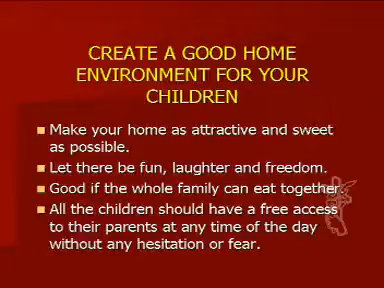 CREATE A GOOD HOME
ENVIRONMENT FOR YOUR
CHILDREN
Make your home as attractive and sweet
as possible.
Let there be fun, laughter and freedom.
Good if the whole family can eat together.
All the children should have a free access
to their parents at any time of the day
without any hesitation or fear.